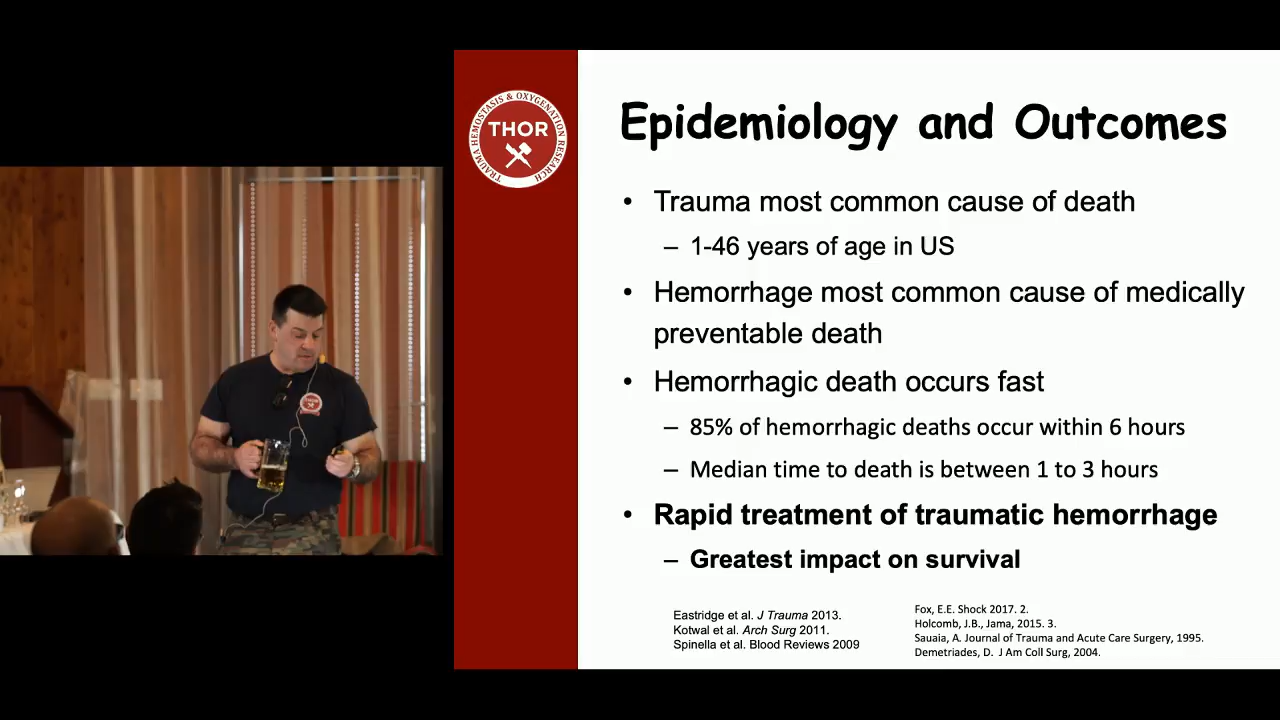 TRAUMA HEMOSTASIS & OXYGENATION RESEARCH
THOR
Epidemiology and Outcomes
• Trauma most common cause of death
– 1-46 years of age in US
• Hemorrhage most common cause of medically
preventable death
• Hemorrhagic death occurs fast
– 85% of hemorrhagic deaths occur within 6 hours
– Median time to death is between 1 to 3 hours
• Rapid treatment of traumatic hemorrhage
– Greatest impact on survival
Eastridge et al. J Trauma 2013.
Kotwal et al. Arch Surg 2011.
Spinella et al. Blood Reviews 2009
Fox, E.E. Shock 2017. 2.
Holcomb, J.B., Jama, 2015. 3.
Sauaia, A. Journal of Trauma and Acute Care Surgery, 1995.
Demetriades, D. J Am Coll Surg, 2004.